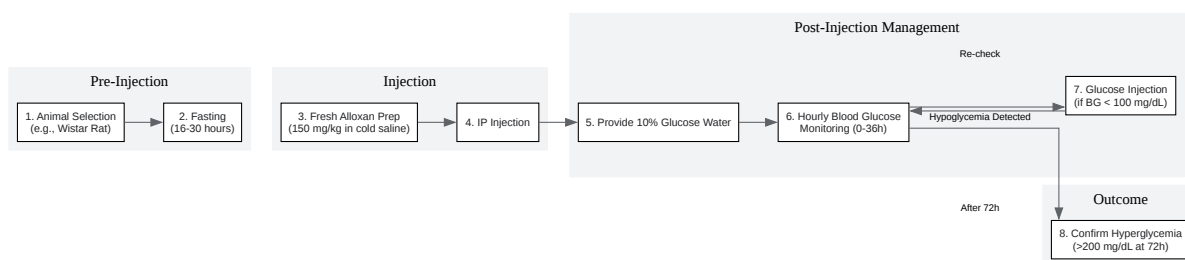 Post-Injection Management
Re-check
Pre-Injection
Injection
1. Animal Selection
(e.g., Wistar Rat)
2. Fasting
(16-30 hours)
3. Fresh Alloxan Prep
(150 mg/kg in cold saline)
4. IP Injection
5. Provide 10% Glucose Water
6. Hourly Blood Glucose
Monitoring (0-36h)
7. Glucose Injection
(if BG < 100 mg/dL)
Hypoglycemia Detected
After 72h
Outcome
8. Confirm Hyperglycemia
(>200 mg/dL at 72h)